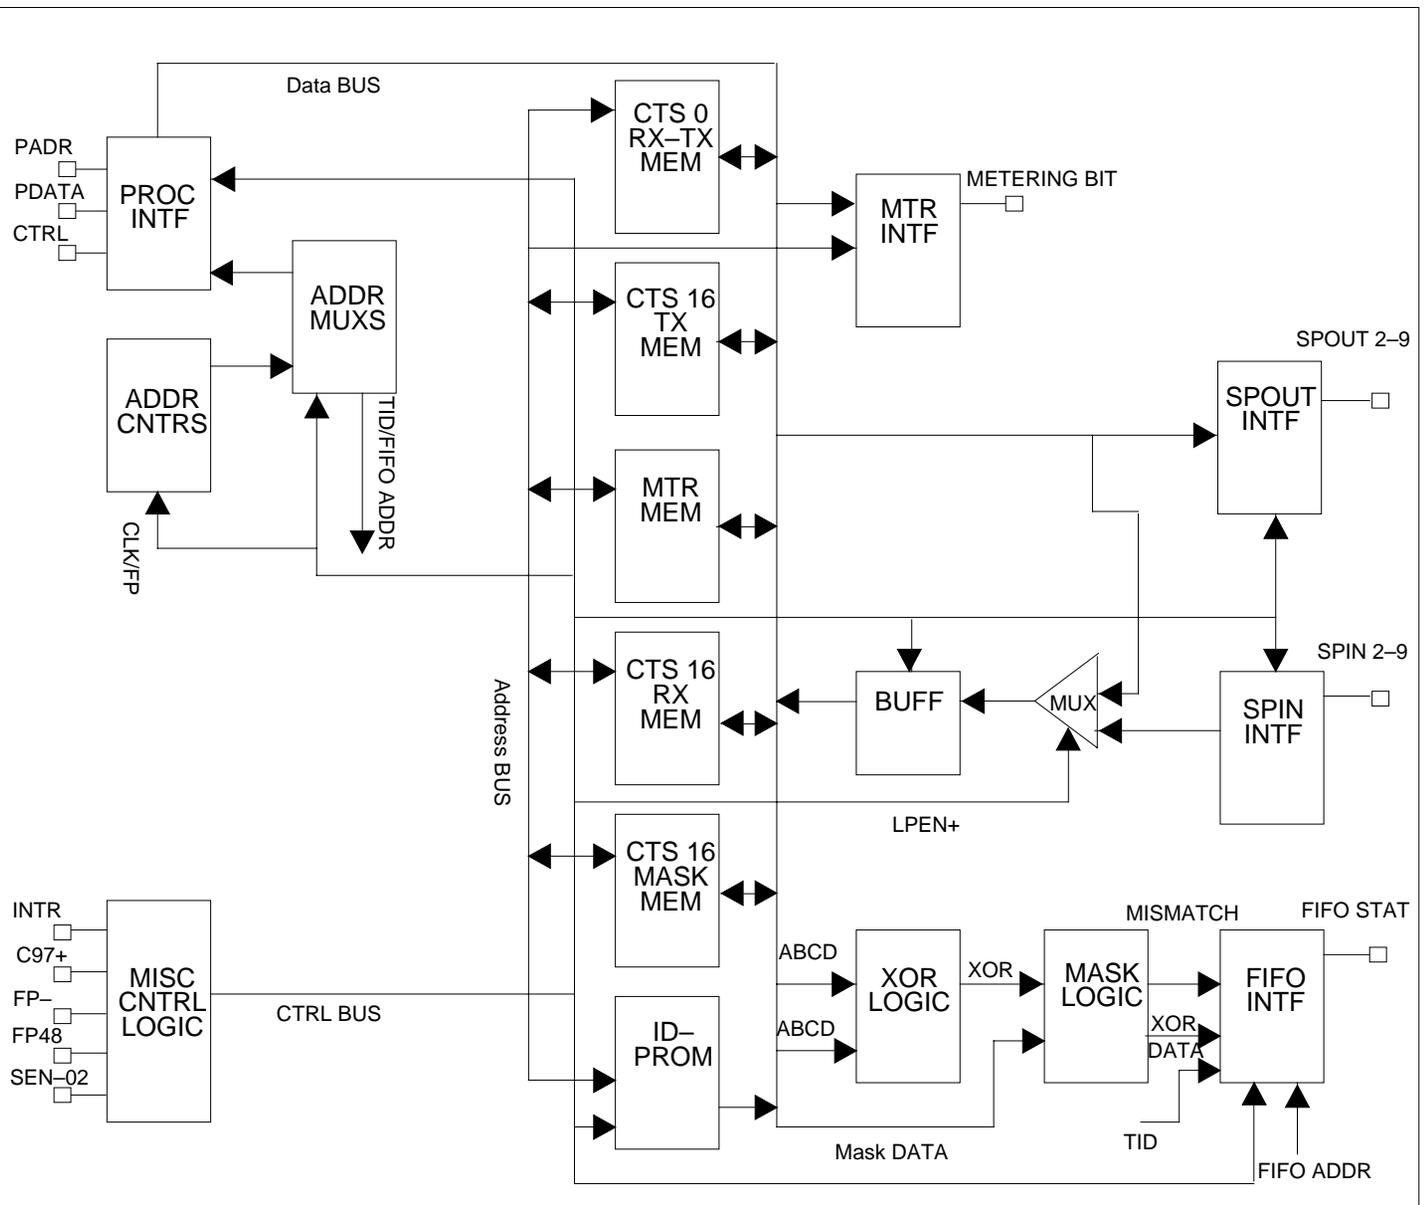 Data BUS
CTS 0
RX–TX
MEM
PADR
PDATA
CTRL
PROC
INTF
METERING BIT
MTR
INTF
ADDR
MUXS
CTS 16
TX
MEM
SPOUT 2–9
SPOUT
INTF
ADDR
CNTRS
TID/FIFO ADDR
CLK/FP
MTR
MEM
Address BUS
CTS 16
RX
MEM
BUFF
MUX
SPIN 2–9
SPIN
INTF
LPEN+
CTS 16
MASK
MEM
INTR
C97+
FP–
FP48
SEN–02
MISC
CNTRL
LOGIC
CTRL BUS
ID–
PROM
ABCD
ABCD
XOR
LOGIC
XOR
MASK
LOGIC
MISMATCH
XOR
DATA
FIFO STAT
FIFO
INTF
Mask DATA
TID
FIFO ADDR